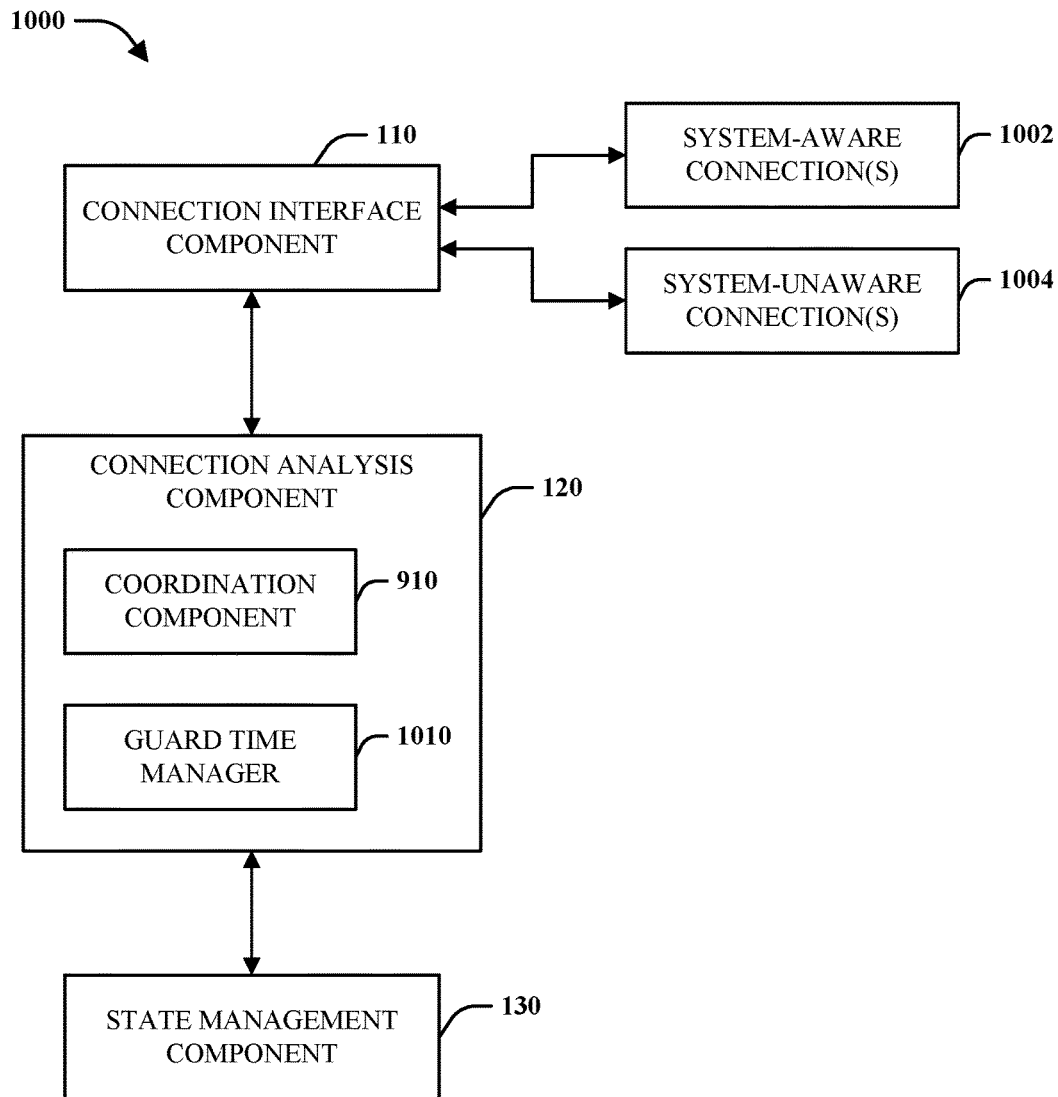 1000
110
CONNECTION INTERFACE
COMPONENT
SYSTEM-AWARE
CONNECTION(S)
1002
SYSTEM-UNAWARE
CONNECTION(S)
1004
CONNECTION ANALYSIS
COMPONENT
120
COORDINATION
COMPONENT
910
GUARD TIME
MANAGER
1010
STATE MANAGEMENT
COMPONENT
130